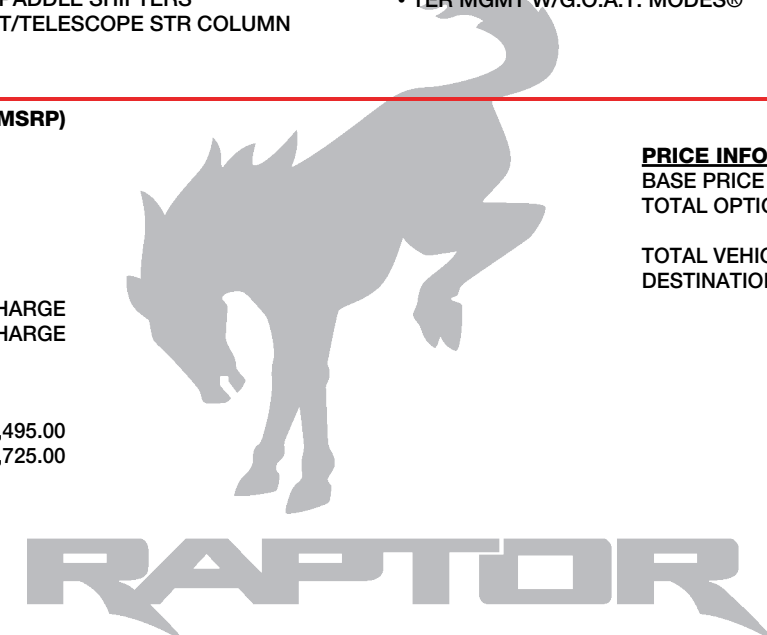 PADDLE SHIFTERS
T/TELESCOPE STR COLUMN
• TER MGMT W/G.O.A.T. MODES®
MSRP)
HARGE
HARGE
,495.00
,725.00
PRICE INFO
BASE PRICE
TOTAL OPTIO
TOTAL VEHIC
DESTINATION
RAPTOR